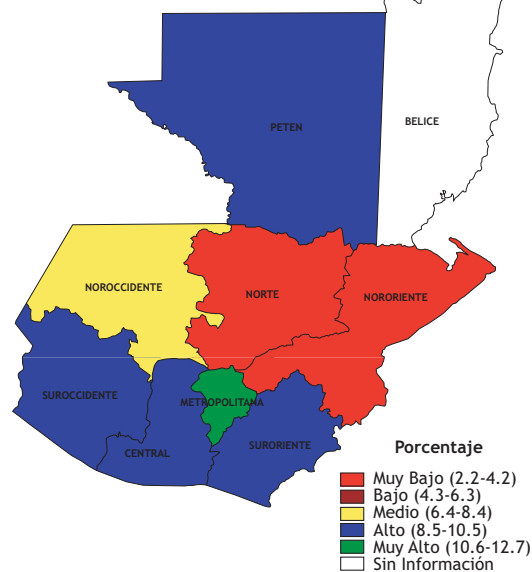 PETEN
BELICE
NOROCCIDENTE
NORTE
NORORIENTE
SUROCCIDENTE
METROPOLITANA
CENTRAL
SURORIENTE
Porcentaje
Muy Bajo (2.2-4.2)
Bajo (4.3-6.3)
Medio (6.4-8.4)
Alto (8.5-10.5)
Muy Alto (10.6-12.7)
Sin Información